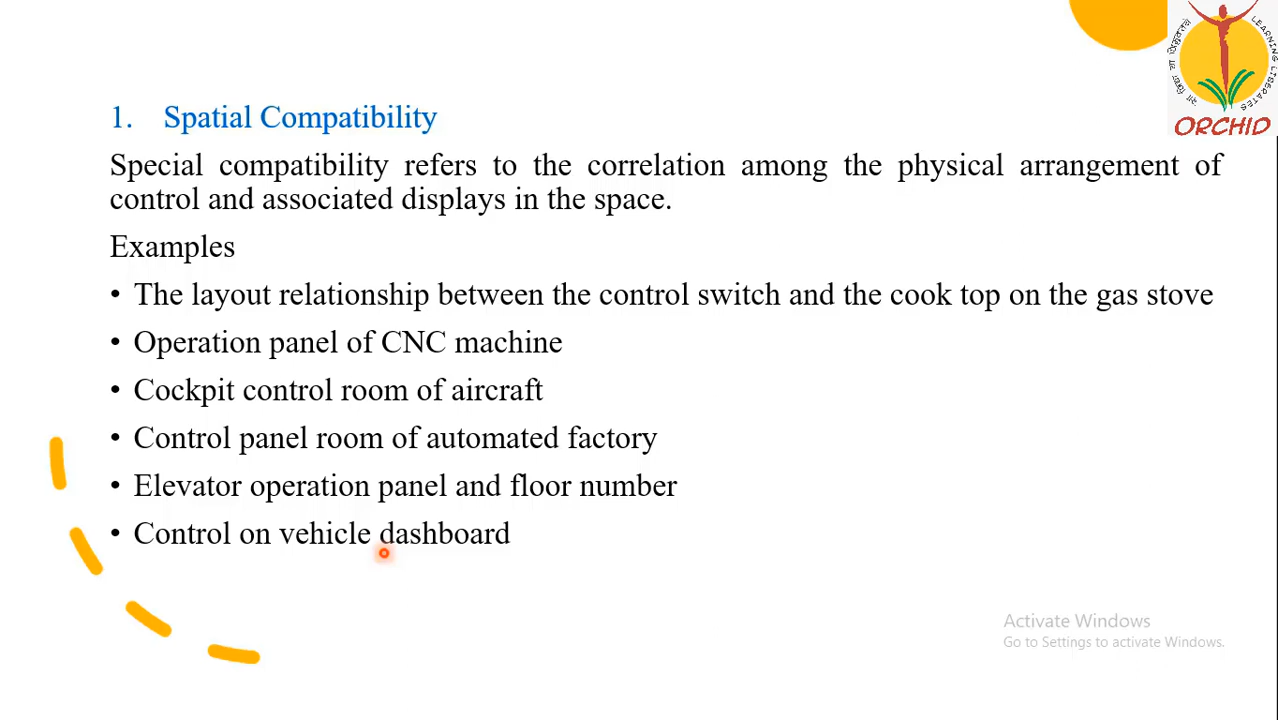 LEARNING LIBERATES
ORCHID
1. Spatial Compatibility
Special compatibility refers to the correlation among the physical arrangement of
control and associated displays in the space.
Examples
• The layout relationship between the control switch and the cook top on the gas stove
• Operation panel of CNC machine
• Cockpit control room of aircraft
• Control panel room of automated factory
• Elevator operation panel and floor number
• Control on vehicle dashboard
Activate Windows
Go to Settings to activate Windows.